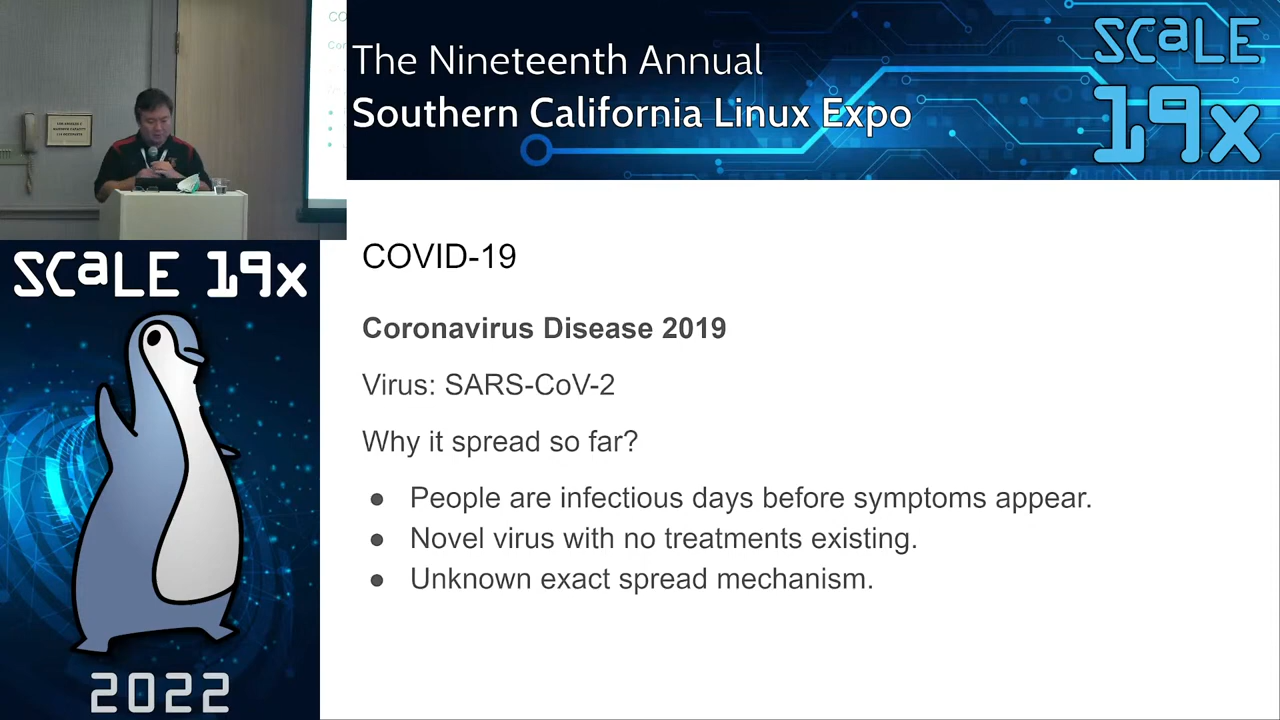 The Nineteenth Annual
Southern California Linux Expo
SCaLE
19x
SCaLE 19x
2022
COVID-19
Coronavirus Disease 2019
Virus: SARS-CoV-2
Why it spread so far?
● People are infectious days before symptoms appear.
● Novel virus with no treatments existing.
● Unknown exact spread mechanism.